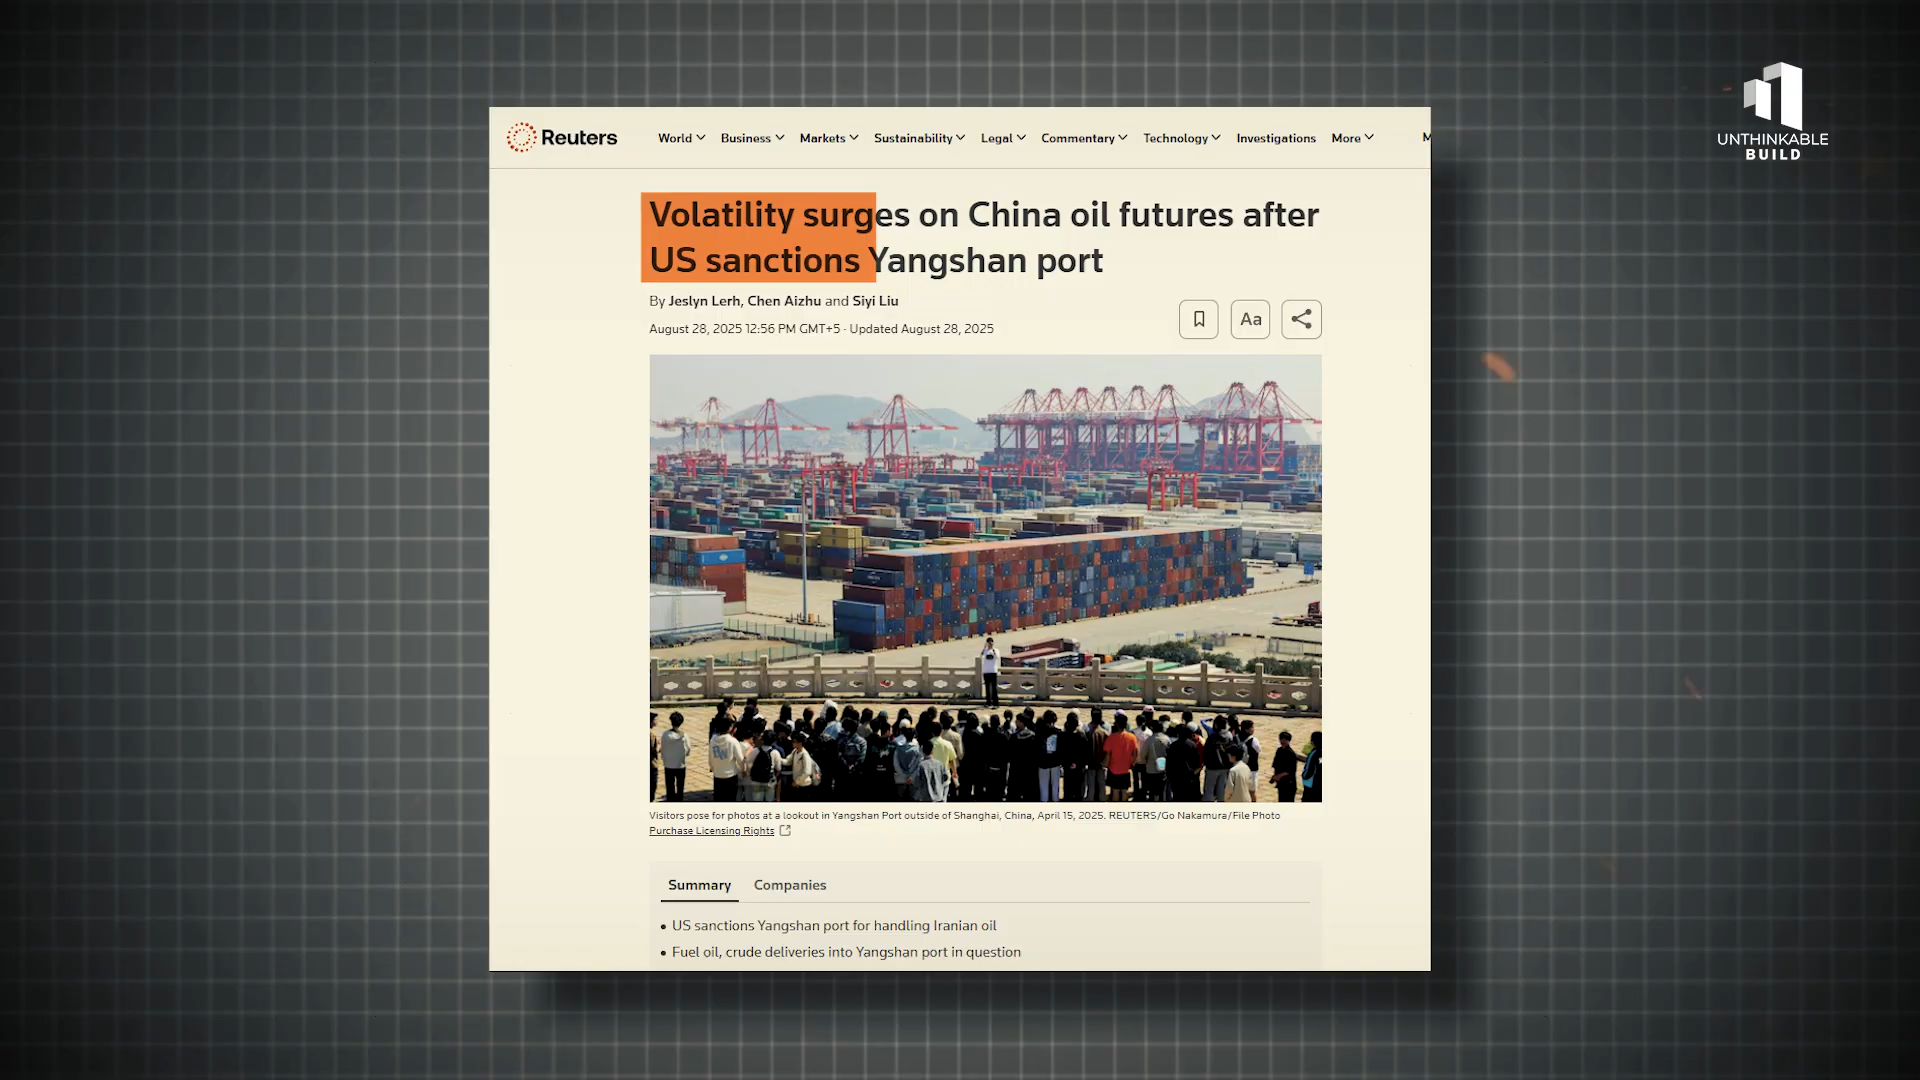 Reuters
World
Business
Markets
Sustainability
Legal
Commentary
Technology
Investigations
More
M
UNTHINKABLE
BUILD
Volatility surges on China oil futures after
US sanctions Yangshan port
By Jeslyn Lerh, Chen Aizhu and Siyi Liu
August 28, 2025 12:56 PM GMT+5 · Updated August 28, 2025
Aa
Visitors pose for photos at a lookout in Yangshan Port outside of Shanghai, China, April 15, 2025. REUTERS/Go Nakamura/File Photo
Purchase Licensing Rights
Summary
Companies
• US sanctions Yangshan port for handling Iranian oil
• Fuel oil, crude deliveries into Yangshan port in question